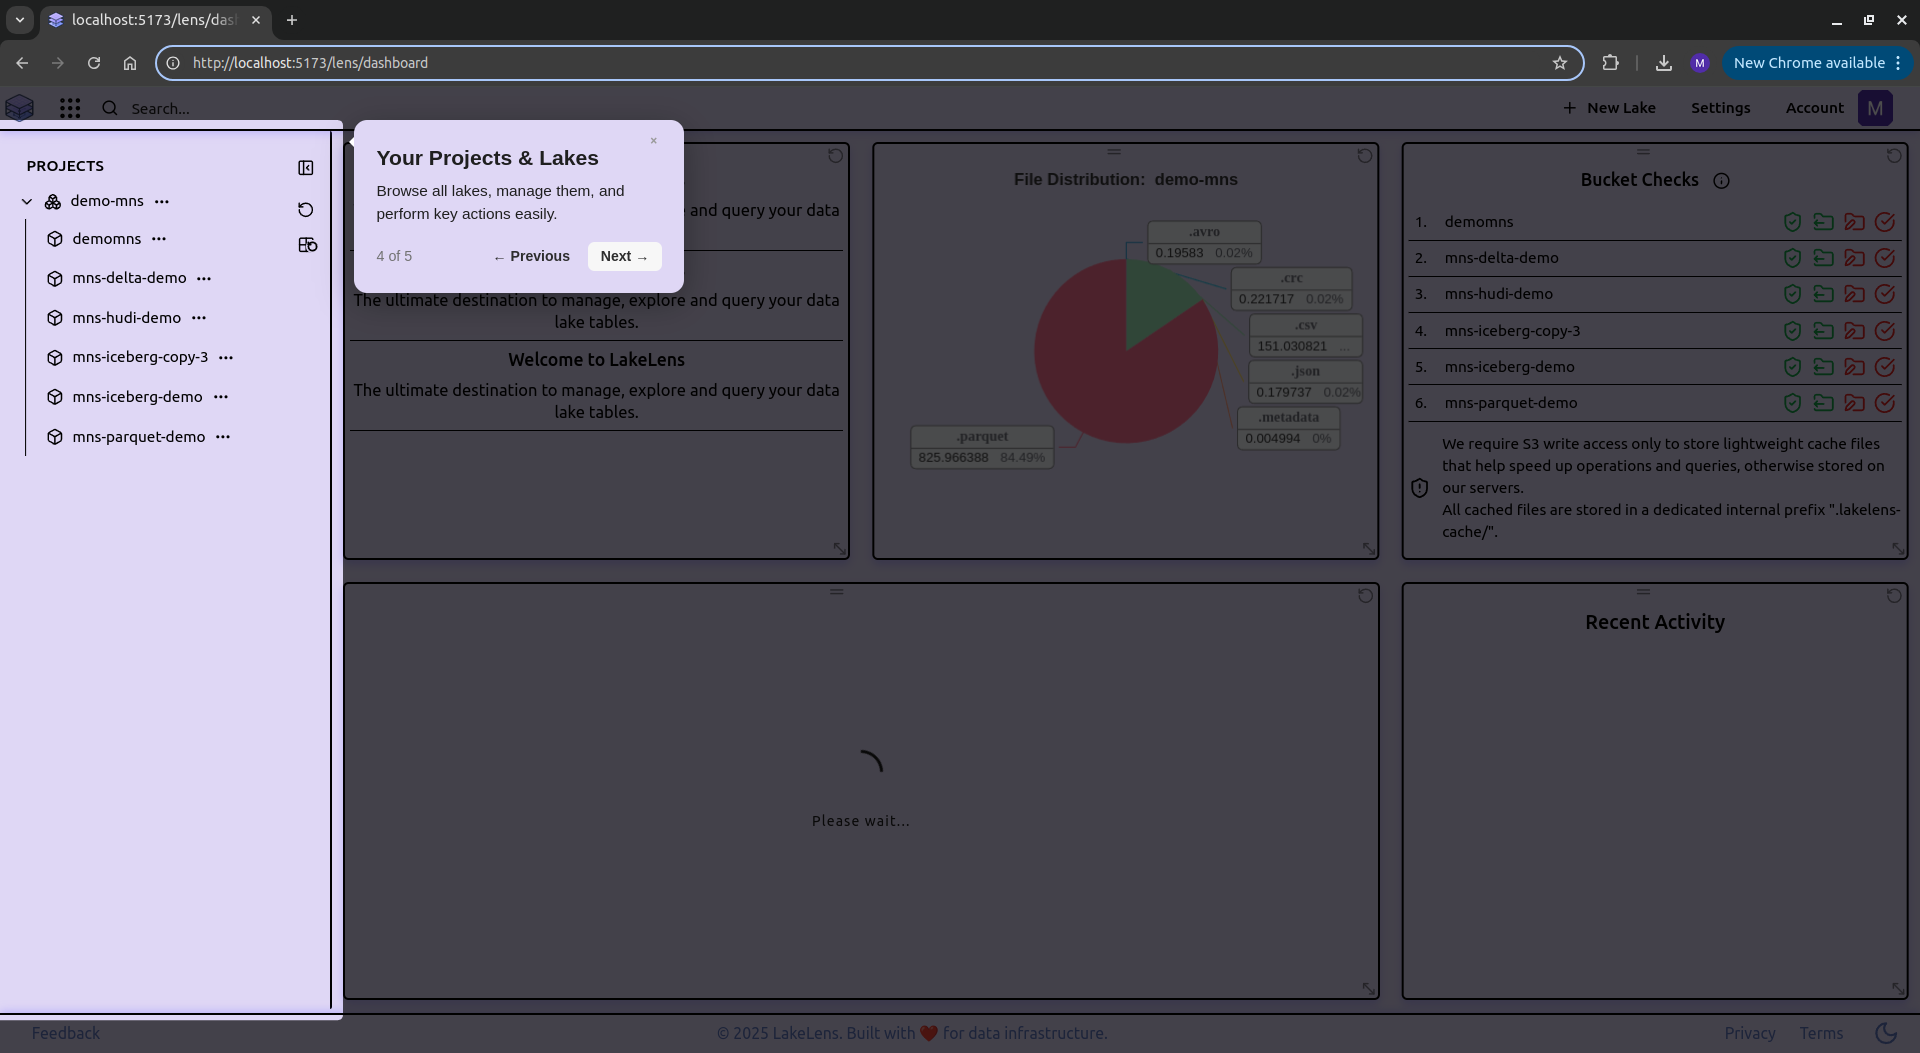 localhost:5173/lens/das
http://localhost:5173/lens/dashboard
M
New Chrome available
Search...
New Lake
Settings
Account
M
PROJECTS
demo-mns
demomns
mns-delta-demo
mns-hudi-demo
mns-iceberg-copy-3
mns-iceberg-demo
mns-parquet-demo
×
Your Projects & Lakes
Browse all lakes, manage them, and
perform key actions easily.
4 of 5
← Previous
Next →
e and query your data
The ultimate destination to manage, explore and query your data
lake tables.
Welcome to LakeLens
The ultimate destination to manage, explore and query your data
lake tables.
File Distribution: demo-mns
.avro
0.19583 0.02%
.crc
0.221717 0.02%
.csv
151.030821 ...
.json
0.179737 0.02%
.metadata
0.004994 0%
.parquet
825.966388 84.49%
Bucket Checks
1. demomns
2. mns-delta-demo
3. mns-hudi-demo
4. mns-iceberg-copy-3
5. mns-iceberg-demo
6. mns-parquet-demo
We require S3 write access only to store lightweight cache files
that help speed up operations and queries, otherwise stored on
our servers.
All cached files are stored in a dedicated internal prefix ".lakelens-
cache/".
Please wait...
Recent Activity
Feedback
© 2025 LakeLens. Built with ❤️ for data infrastructure.
Privacy
Terms